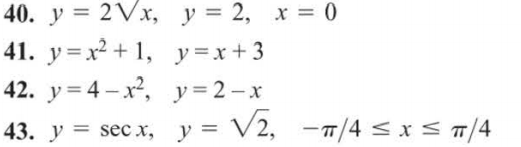 40. y = 2√x, y = 2, x = 0
41. y = x² + 1, y = x + 3
42. y = 4 – x², y = 2 – x
43. y = sec x, y = √2, –π/4 ≤ x ≤ π/4